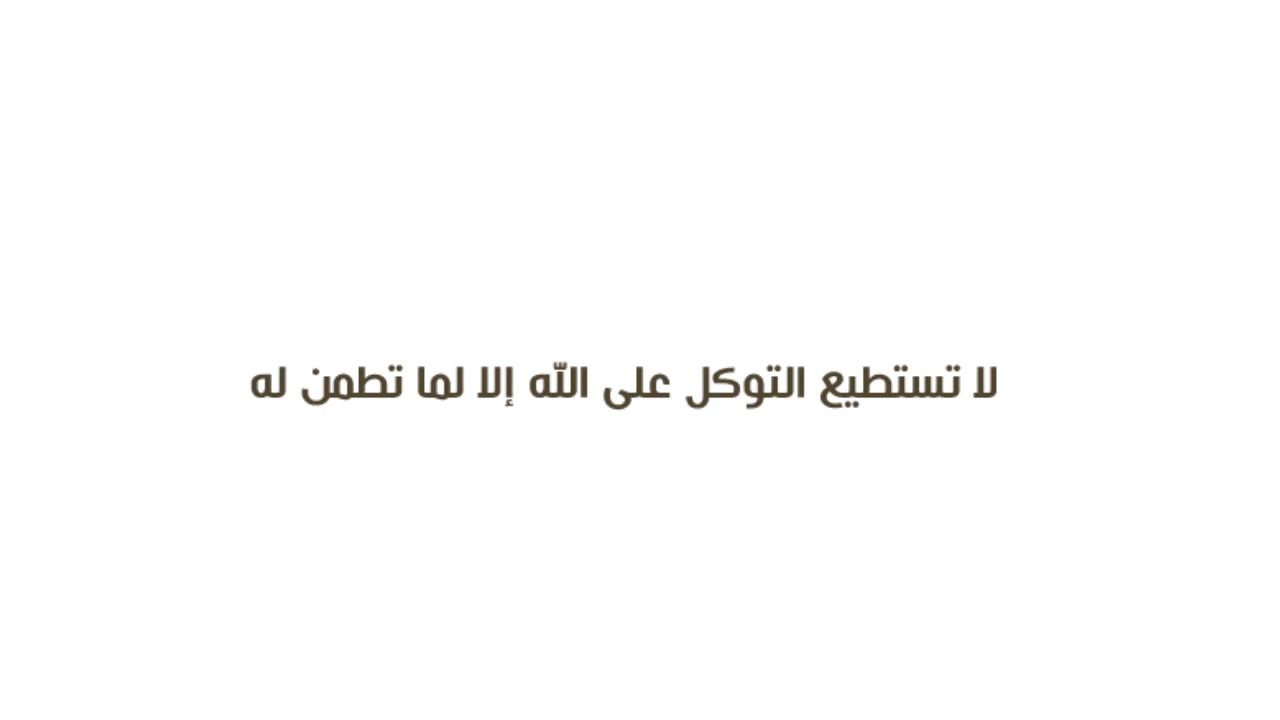 لا تستطيع التوكل على الله إلا لما تطمن له